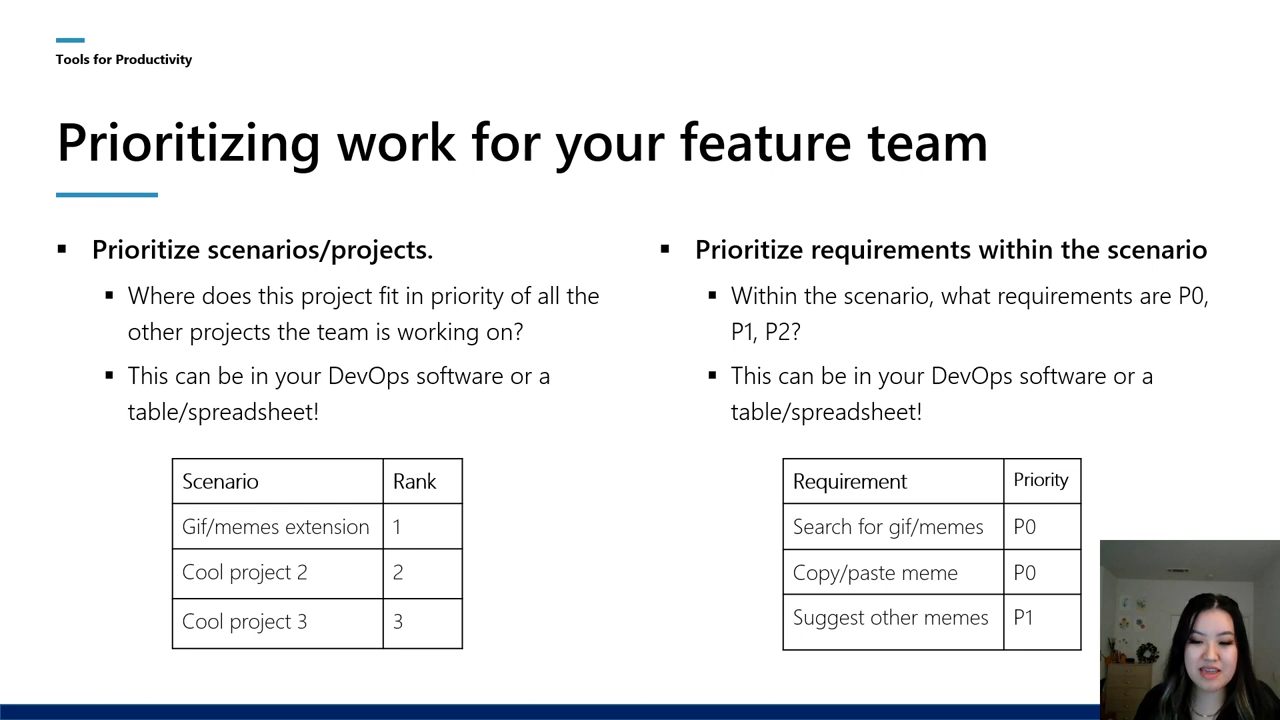 Tools for Productivity
Prioritizing work for your feature team
▪ Prioritize scenarios/projects.
▪ Where does this project fit in priority of all the
other projects the team is working on?
▪ This can be in your DevOps software or a
table/spreadsheet!
Scenario Rank
Gif/memes extension 1
Cool project 2 2
Cool project 3 3
▪ Prioritize requirements within the scenario
▪ Within the scenario, what requirements are P0,
P1, P2?
▪ This can be in your DevOps software or a
table/spreadsheet!
Requirement Priority
Search for gif/memes P0
Copy/paste meme P0
Suggest other memes P1